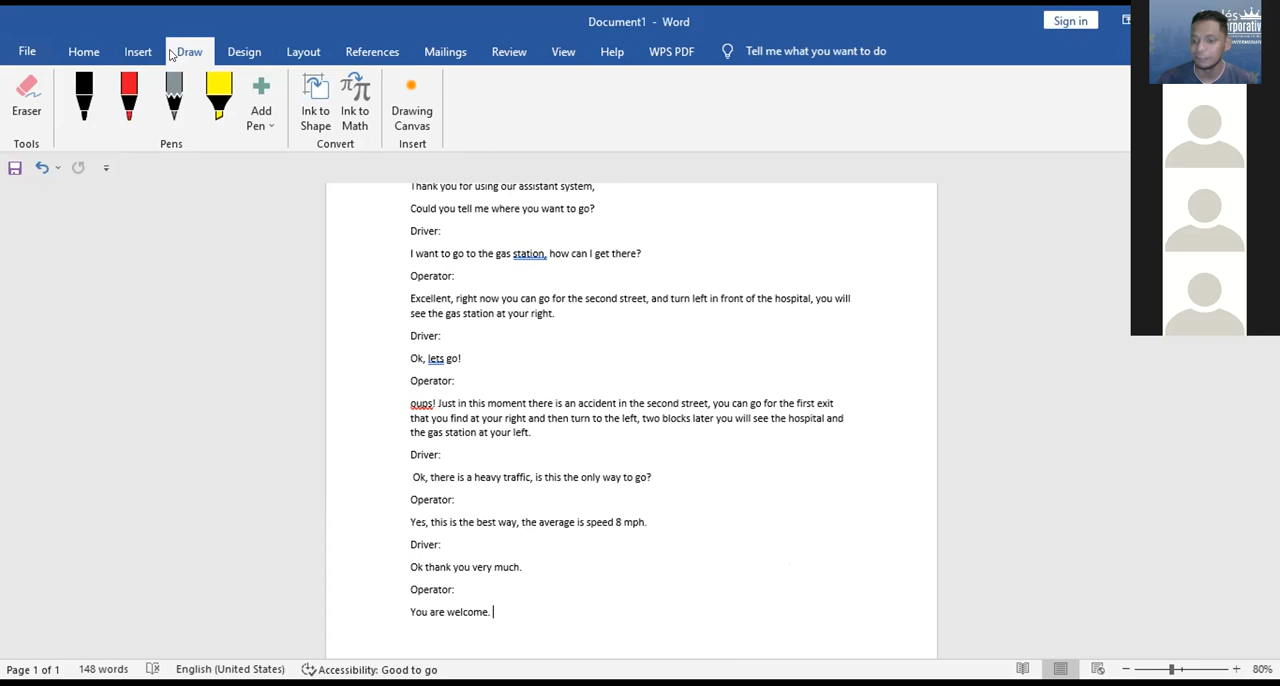 Document1 - Word
Sign in
File Home Insert Draw Design Layout References Mailings Review View Help WPS PDF Tell me what you want to do
Eraser
Add
Pen
Ink to
Shape
Ink to
Math
Drawing
Canvas
Tools
Pens
Convert
Insert
Thank you for using our assistant system,
Could you tell me where you want to go?
Driver:
I want to go to the gas station, how can I get there?
Operator:
Excellent, right now you can go for the second street, and turn left in front of the hospital, you will
see the gas station at your right.
Driver:
Ok, lets go!
Operator:
oups! Just in this moment there is an accident in the second street, you can go for the first exit
that you find at your right and then turn to the left, two blocks later you will see the hospital and
the gas station at your left.
Driver:
Ok, there is a heavy traffic, is this the only way to go?
Operator:
Yes, this is the best way, the average is speed 8 mph.
Driver:
Ok thank you very much.
Operator:
You are welcome.
Page 1 of 1 148 words English (United States) Accessibility: Good to go 80%